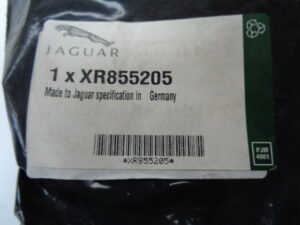 JAGUAR
1 x XR855205
Made to Jaguar specification in Germany
*XR855205*
PJM
4001